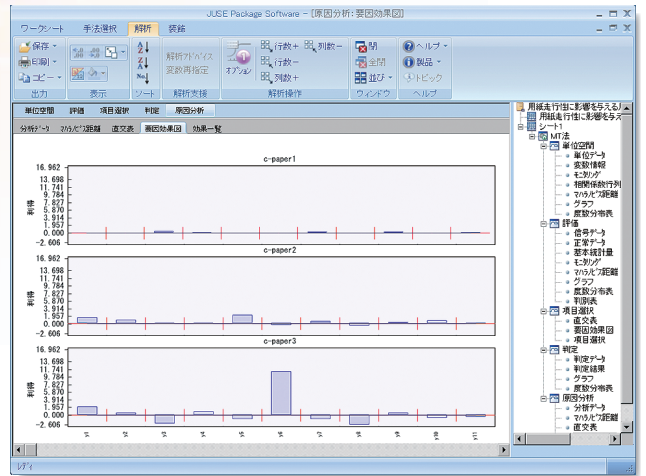 JUSE Package Software - [原因分析:要因効果図]
ワークシート 手法選択 解析 装飾
保存 行数+ 列数- 閉 ヘルプ
印刷 解析アドバイス オプション 行数- 全閉 製品
コピー 変数再指定 列数+ 並び トピック
出力 表示 ソート 解析支援 解析操作 ウィンドウ ヘルプ
単位空間 評価 項目選択 判定 原因分析
分析データ マハラノビス距離 直交表 要因効果図 効果一覧
c-paper1
16.962
13.698
11.741
9.784
7.827
5.870
3.914
1.957
0.000
-2.606
利得
c-paper2
16.962
13.698
11.741
9.784
7.827
5.870
3.914
1.957
0.000
-2.606
利得
c-paper3
16.962
13.698
11.741
9.784
7.827
5.870
3.914
1.957
0.000
-2.606
利得
y1 y2 y3 y4 y5 y6 y7 y8 y9 y10 y11
用紙走行性に影響を与える
用紙走行性に影響を与え
シート1
MT法
単位空間
単位データ
変数情報
モニタリング
相関係数行列
マハラノビス距離
グラフ
度数分布表
評価
信号データ
正常データ
基本統計量
モニタリング
マハラノビス距離
グラフ
度数分布表
判別表
項目選択
直交表
要因効果図
項目選択
判定
判定データ
判定結果
グラフ
度数分布表
原因分析
分析データ
マハラノビス距離
直交表
レディ